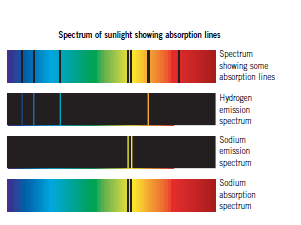 Spectrum of sunlight showing absorption lines
Spectrum
showing some
absorption lines
Hydrogen
emission
spectrum
Sodium
emission
spectrum
Sodium
absorption
spectrum